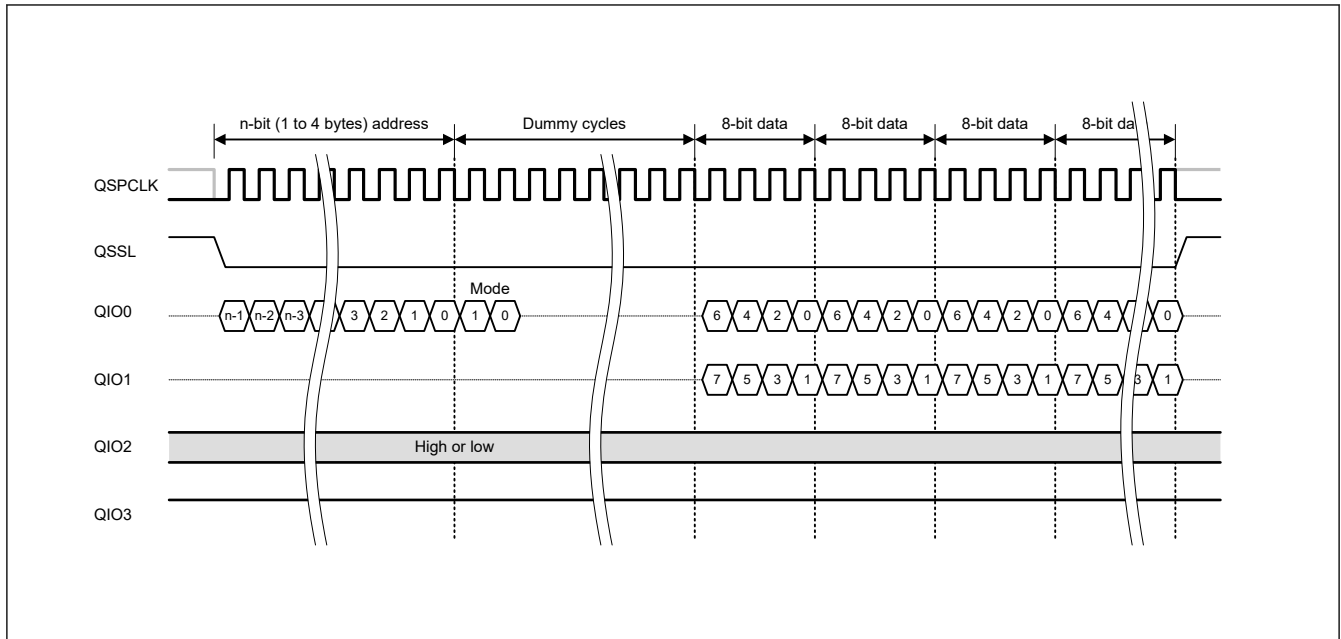 n-bit (1 to 4 bytes) address Dummy cycles 8-bit data 8-bit data 8-bit data 8-bit da
QSPCLK
QSSL
Mode
QIO0 n-1 n-2 n-3 3 2 1 0 1 0 6 4 2 0 6 4 2 0 6 4 2 0 6 4 0
QIO1 7 5 3 1 7 5 3 1 7 5 3 1 7 5 3 1
QIO2 High or low
QIO3